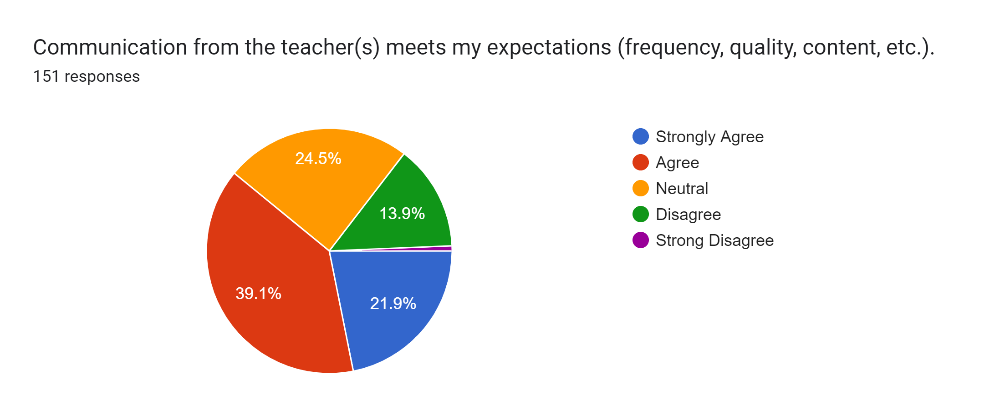 Communication from the teacher(s) meets my expectations (frequency, quality, content, etc.).
151 responses
24.5%
13.9%
39.1%
21.9%
Strongly Agree
Agree
Neutral
Disagree
Strong Disagree